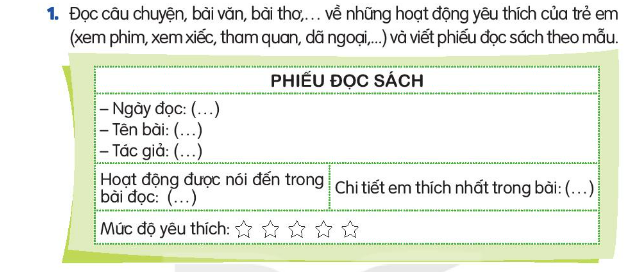 1. Đọc câu chuyện, bài văn, bài thơ,... về những hoạt động yêu thích của trẻ em
(xem phim, xem xiếc, tham quan, dã ngoại,...) và viết phiếu đọc sách theo mẫu.
PHIẾU ĐỌC SÁCH
– Ngày đọc: (...)
– Tên bài: (...)
– Tác giả: (...)
Hoạt động được nói đến trong
bài đọc: (...)
Chi tiết em thích nhất trong bài: (...)
Mức độ yêu thích: ☆ ☆ ☆ ☆ ☆